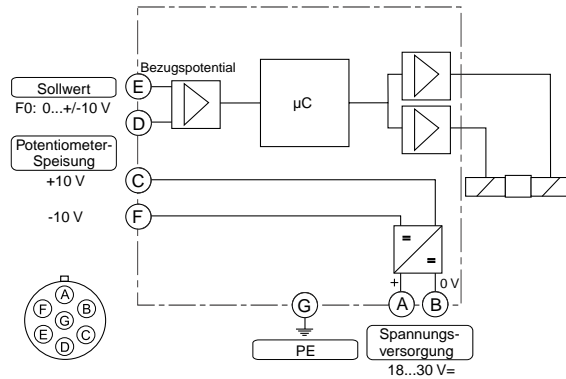 Bezugspotential
Sollwert
E
F0: 0...+/-10 V
D
µC
Potentiometer-
Speisung
+10 V
C
-10 V
F
=
=
+
0 V
G
A
B
PE
Spannungs-
versorgung
18...30 V=
A
F
B
G
E
C
D